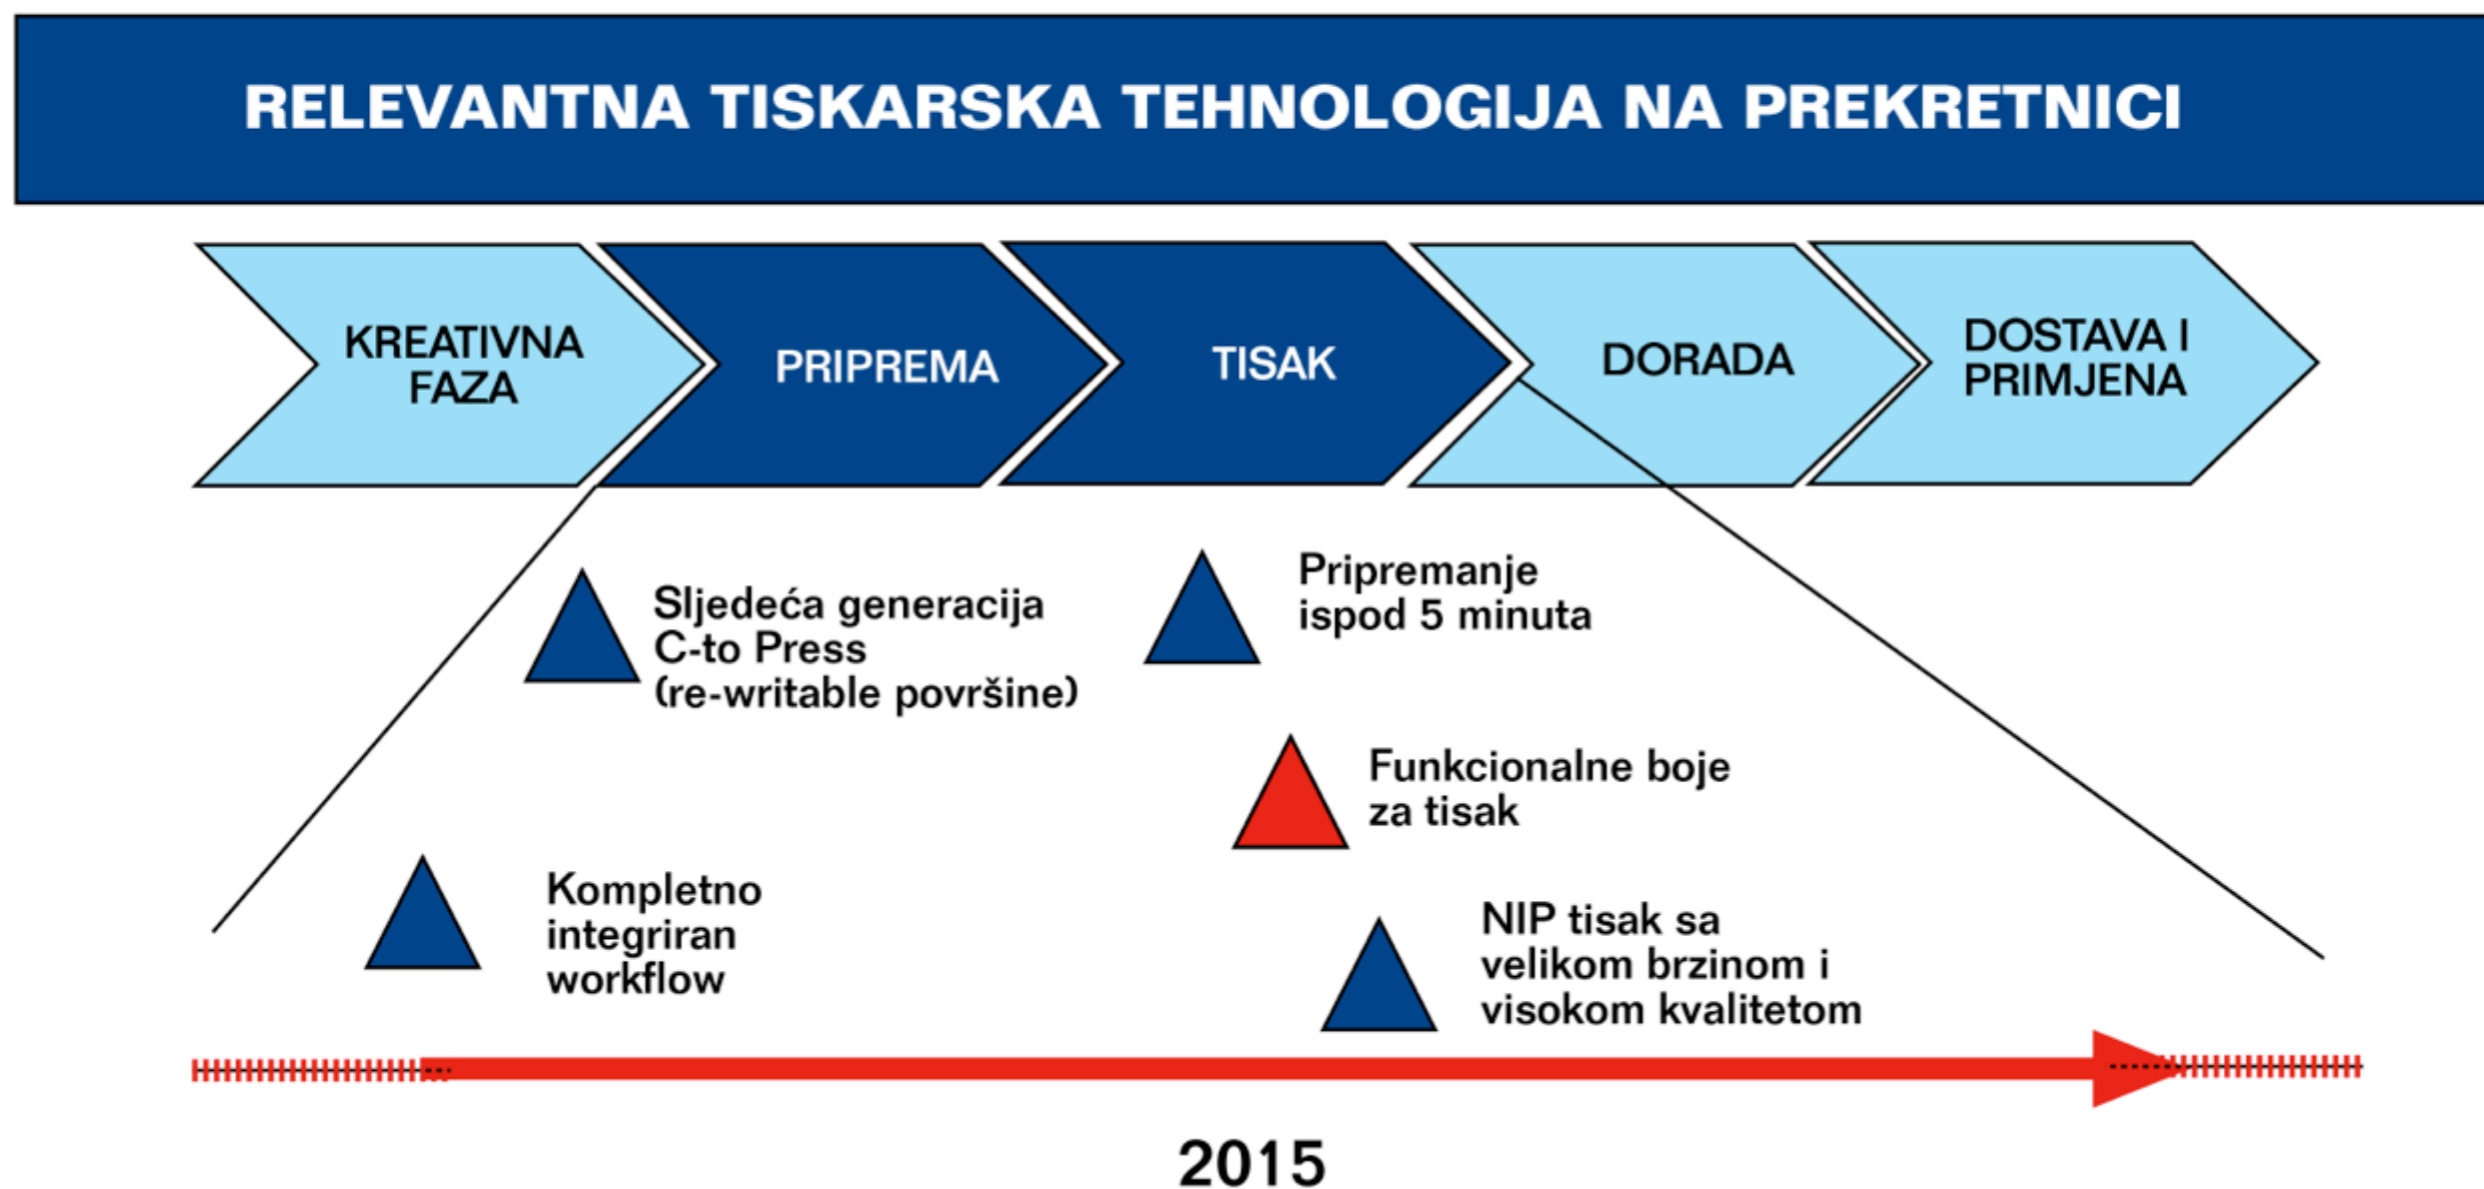 RELEVANTNA TISKARSKA TEHNOLOGIJA NA PREKRETNICI
KREATIVNA
FAZA
PRIPREMA
TISAK
DORADA
DOSTAVA I
PRIMJENA
Sljedeća generacija
C-to Press
(re-writable površine)
Pripremanje
ispod 5 minuta
Funkcionalne boje
za tisak
Kompletno
integriran
workflow
NIP tisak sa
velikom brzinom i
visokom kvalitetom
2015